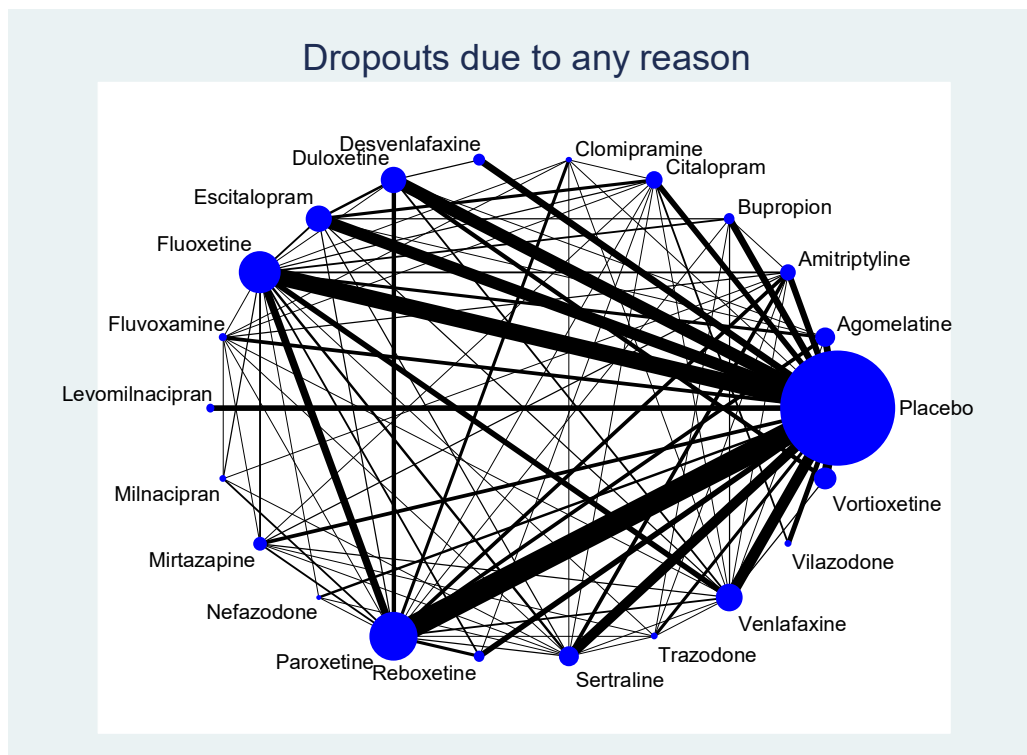 Dropouts due to any reason
Desvenlafaxine
Clomipramine
Duloxetine
Citalopram
Escitalopram
Bupropion
Fluoxetine
Amitriptyline
Fluvoxamine
Agomelatine
Levomilnacipran
Placebo
Milnacipran
Vortioxetine
Mirtazapine
Vilazodone
Nefazodone
Venlafaxine
Paroxetine
Reboxetine
Trazodone
Sertraline